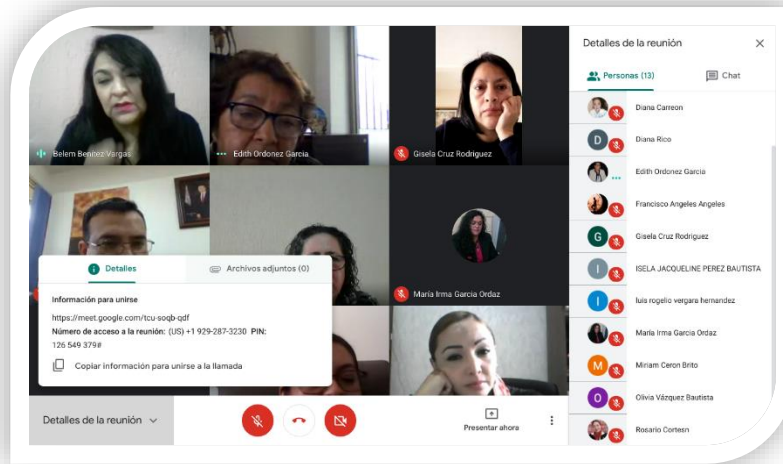 Belem Benitez Vargas
Edith Ordonez Garcia
Gisela Cruz Rodriguez
María Irma Garcia Ordaz
Detalles
Archivos adjuntos (0)
Información para unirse
https://meet.google.com/tcu-soqb-qdf
Número de acceso a la reunión: (US) +1 929-287-3230 PIN:
126 549 379#
Copiar información para unirse a la llamada
Detalles de la reunión
Presentar ahora
Detalles de la reunión
Personas (13)
Chat
Diana Carreon
D
Diana Rico
Edith Ordonez Garcia
Francisco Angeles Angeles
G
Gisela Cruz Rodriguez
I
ISELA JACQUELINE PEREZ BAUTISTA
l
luis rogelio vergara hernandez
María Irma Garcia Ordaz
M
Miriam Ceron Brito
O
Olivia Vázquez Bautista
Rosario Cortesn